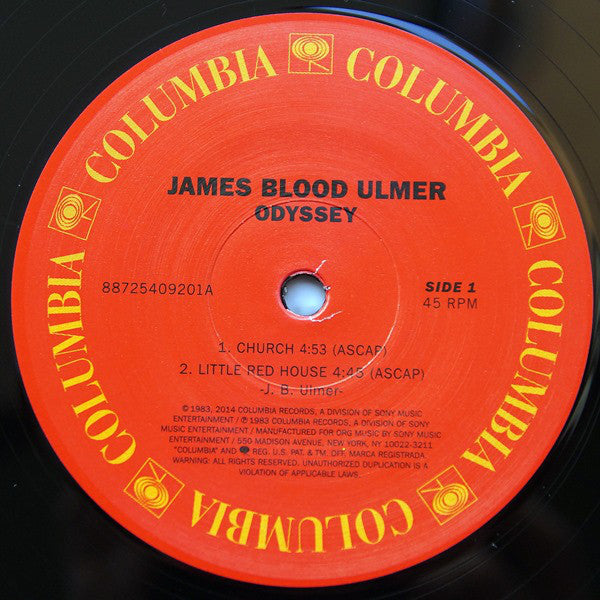 COLUMBIA COLUMBIA COLUMBIA COLUMBIA COLUMBIA COLUMBIA
JAMES BLOOD ULMER
ODYSSEY
88725409201A
SIDE 1
45 RPM
1. CHURCH 4:53 (ASCAP)
2. LITTLE RED HOUSE 4:45 (ASCAP)
-J. B. Ulmer-
© 1983, 2014 COLUMBIA RECORDS, A DIVISION OF SONY MUSIC
ENTERTAINMENT / ℗ 1983 COLUMBIA RECORDS, A DIVISION OF SONY
MUSIC ENTERTAINMENT / MANUFACTURED FOR ORG MUSIC BY SONY MUSIC
ENTERTAINMENT / 550 MADISON AVENUE, NEW YORK, NY 10022-3211
"COLUMBIA" AND REG. U.S. PAT. & TM. OFF. MARCA REGISTRADA.
WARNING: ALL RIGHTS RESERVED. UNAUTHORIZED DUPLICATION IS A
VIOLATION OF APPLICABLE LAWS.